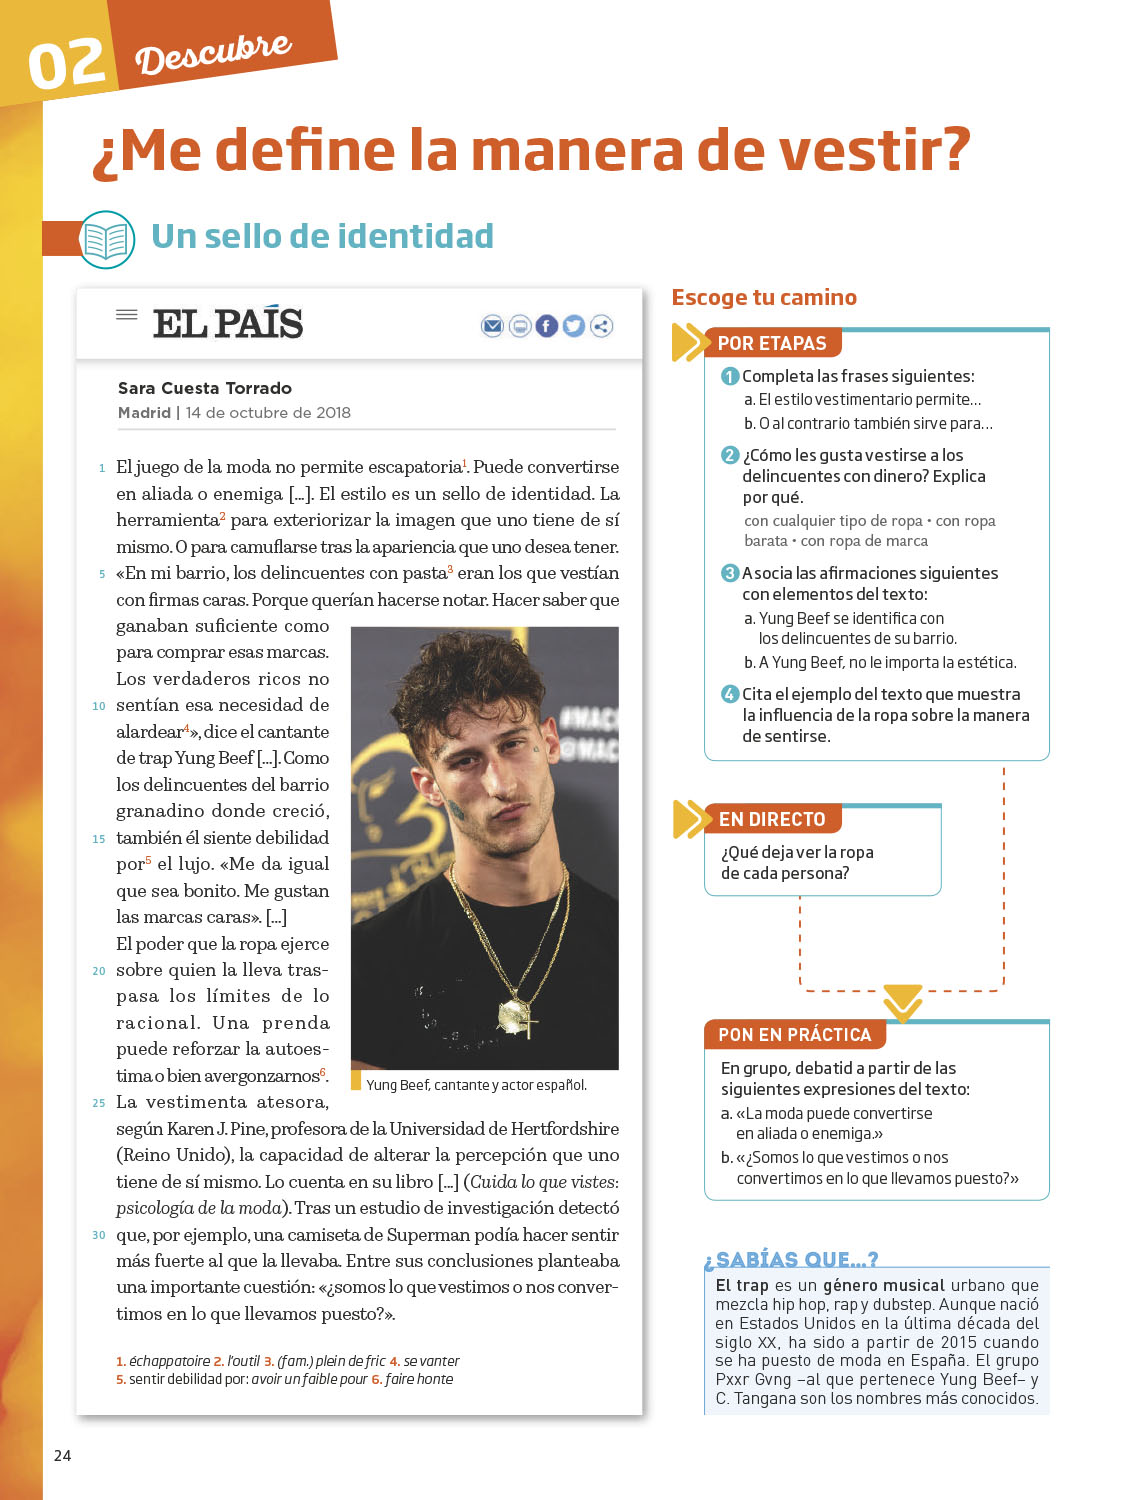 02 Descubre
¿Me define la manera de vestir?
Un sello de identidad
EL PAÍS
Sara Cuesta Torrado
Madrid | 14 de octubre de 2018
1 El juego de la moda no permite escapatoria1. Puede convertirse
en aliada o enemiga [...]. El estilo es un sello de identidad. La
herramienta2 para exteriorizar la imagen que uno tiene de sí
mismo. O para camuflarse tras la apariencia que uno desea tener.
5 «En mi barrio, los delincuentes con pasta3 eran los que vestían
con firmas caras. Porque querían hacerse notar. Hacer saber que
ganaban suficiente como
para comprar esas marcas.
Los verdaderos ricos no
10 sentían esa necesidad de
alardear4», dice el cantante
de trap Yung Beef [...]. Como
los delincuentes del barrio
granadino donde creció,
15 también él siente debilidad
por5 el lujo. «Me da igual
que sea bonito. Me gustan
las marcas caras». [...]
El poder que la ropa ejerce
20 sobre quien la lleva tras-
pasa los límites de lo
racional. Una prenda
puede reforzar la autoes-
tima o bien avergonzarnos6.
25 La vestimenta atesora,
según Karen J. Pine, profesora de la Universidad de Hertfordshire
(Reino Unido), la capacidad de alterar la percepción que uno
tiene de sí mismo. Lo cuenta en su libro [...] (Cuida lo que vistes:
psicología de la moda). Tras un estudio de investigación detectó
30 que, por ejemplo, una camiseta de Superman podía hacer sentir
más fuerte al que la llevaba. Entre sus conclusiones planteaba
una importante cuestión: «¿somos lo que vestimos o nos conver-
timos en lo que llevamos puesto?».
Yung Beef, cantante y actor español.
1. échappatoire 2. l'outil 3. (fam.) plein de fric 4. se vanter
5. sentir debilidad por: avoir un faible pour 6. faire honte
Escoge tu camino
POR ETAPAS
1 Completa las frases siguientes:
a. El estilo vestimentario permite...
b. O al contrario también sirve para...
2 ¿Cómo les gusta vestirse a los
delincuentes con dinero? Explica
por qué.
con cualquier tipo de ropa • con ropa
barata • con ropa de marca
3 Asocia las afirmaciones siguientes
con elementos del texto:
a. Yung Beef se identifica con
los delincuentes de su barrio.
b. A Yung Beef, no le importa la estética.
4 Cita el ejemplo del texto que muestra
la influencia de la ropa sobre la manera
de sentirse.
EN DIRECTO
¿Qué deja ver la ropa
de cada persona?
PON EN PRÁCTICA
En grupo, debatid a partir de las
siguientes expresiones del texto:
a. «La moda puede convertirse
en aliada o enemiga.»
b. «¿Somos lo que vestimos o nos
convertimos en lo que llevamos puesto?»
¿SABÍAS QUE...?
El trap es un género musical urbano que
mezcla hip hop, rap y dubstep. Aunque nació
en Estados Unidos en la última década del
siglo XX, ha sido a partir de 2015 cuando
se ha puesto de moda en España. El grupo
Pxxr Gvng –al que pertenece Yung Beef– y
C. Tangana son los nombres más conocidos.
24